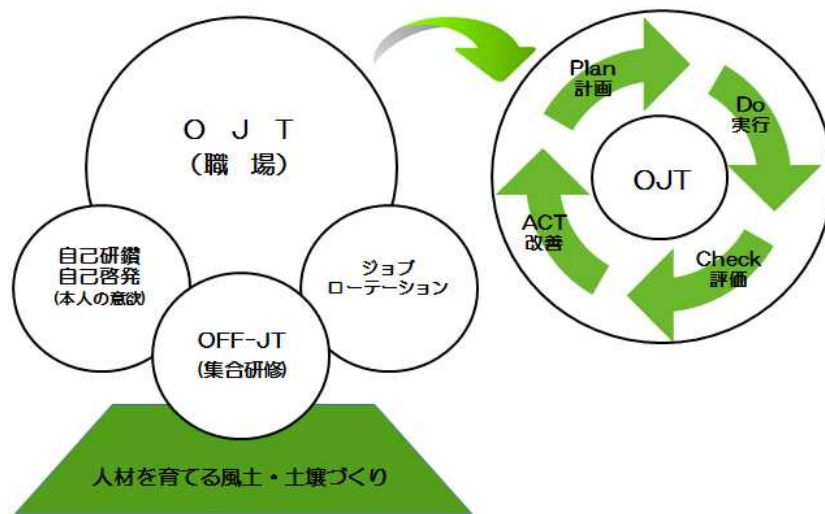 O J T
(職 場)
自己研鑽
自己啓発
(本人の意欲)
OFF-JT
(集合研修)
ジョブ
ローテーション
人材を育てる風土・土壌づくり
Plan
計画
Do
実行
Check
評価
ACT
改善
OJT